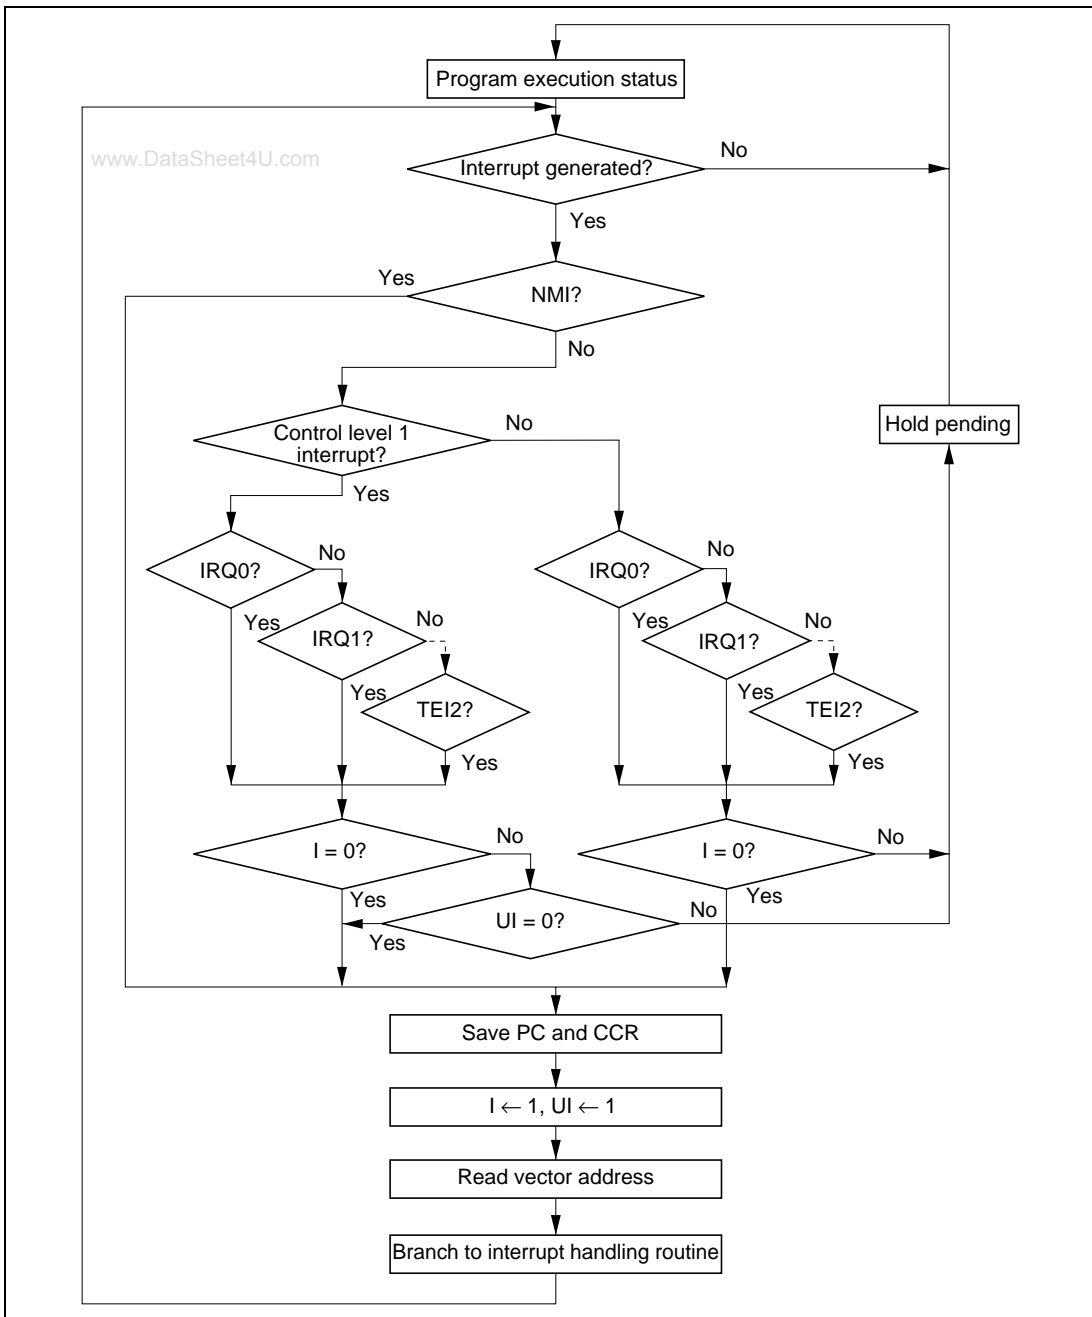 Program execution status
www.DataSheet4U.com
Interrupt generated?
No
Yes
Yes
NMI?
No
Control level 1
interrupt?
No
Hold pending
Yes
IRQ0?
No
IRQ0?
No
Yes
IRQ1?
No
Yes
IRQ1?
No
Yes
TEI2?
Yes
TEI2?
Yes
Yes
I = 0?
No
I = 0?
No
Yes
UI = 0?
No
Yes
Yes
Save PC and CCR
I ← 1, UI ← 1
Read vector address
Branch to interrupt handling routine